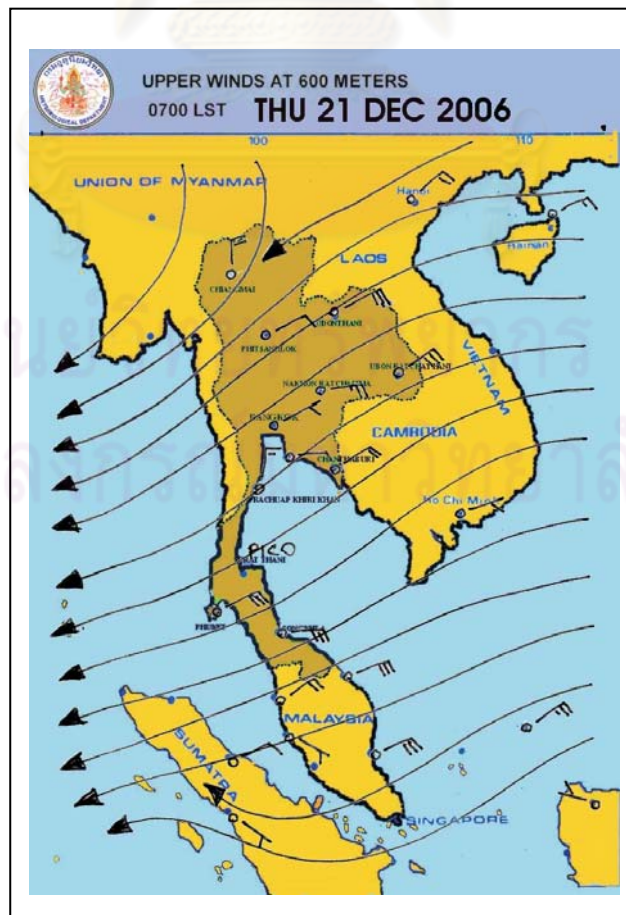 UPPER WINDS AT 600 METERS
0700 LST THU 21 DEC 2006
100 110
UNION OF MYANMAR
Hanoi
Hainan
LAOS
CHIANGMAI
UDONTHANI
PHITSANULOK
UBON RATCHATHANI
VIETNAM
NAKHON RATCHASIMA
BANGKOK
CAMBODIA
CHANTHABURI
PRACHUAP KHIRI KHAN
Ho Chi Minh
PICO
RAT THANI
PHUKET
SONGKHLA
MALAYSIA
SUMATRA
SINGAPORE